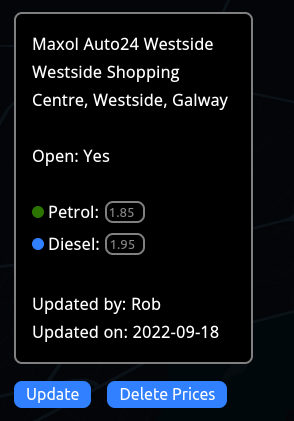 Maxol Auto24 Westside
Westside Shopping
Centre, Westside, Galway
Open: Yes
Petrol: 1.85
Diesel: 1.95
Updated by: Rob
Updated on: 2022-09-18
Update Delete Prices